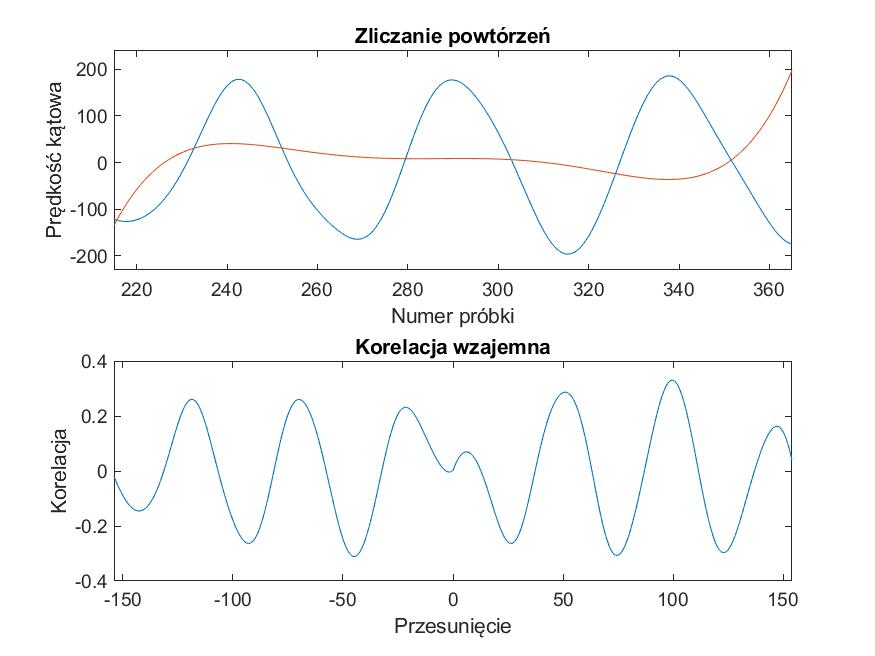 Zliczanie powtórzeń
Prędkość kątowa
200
100
0
-100
-200
220 240 260 280 300 320 340 360
Numer próbki
Korelacja wzajemna
Korelacja
0.4
0.2
0
-0.2
-0.4
-150 -100 -50 0 50 100 150
Przesunięcie